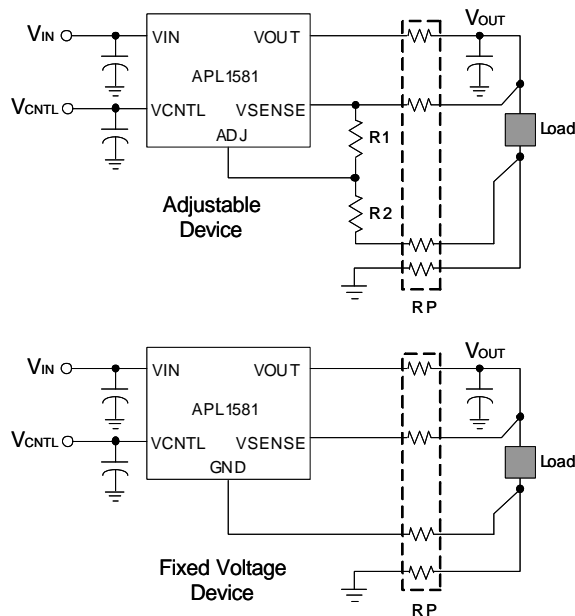 VIN VIN VOUT VOUT
APL1581
VCNTL VCNTL VSENSE
ADJ R1 Load
Adjustable
Device
R2
RP
VIN VIN VOUT VOUT
APL1581
VCNTL VCNTL VSENSE
GND Load
Fixed Voltage
Device
RP